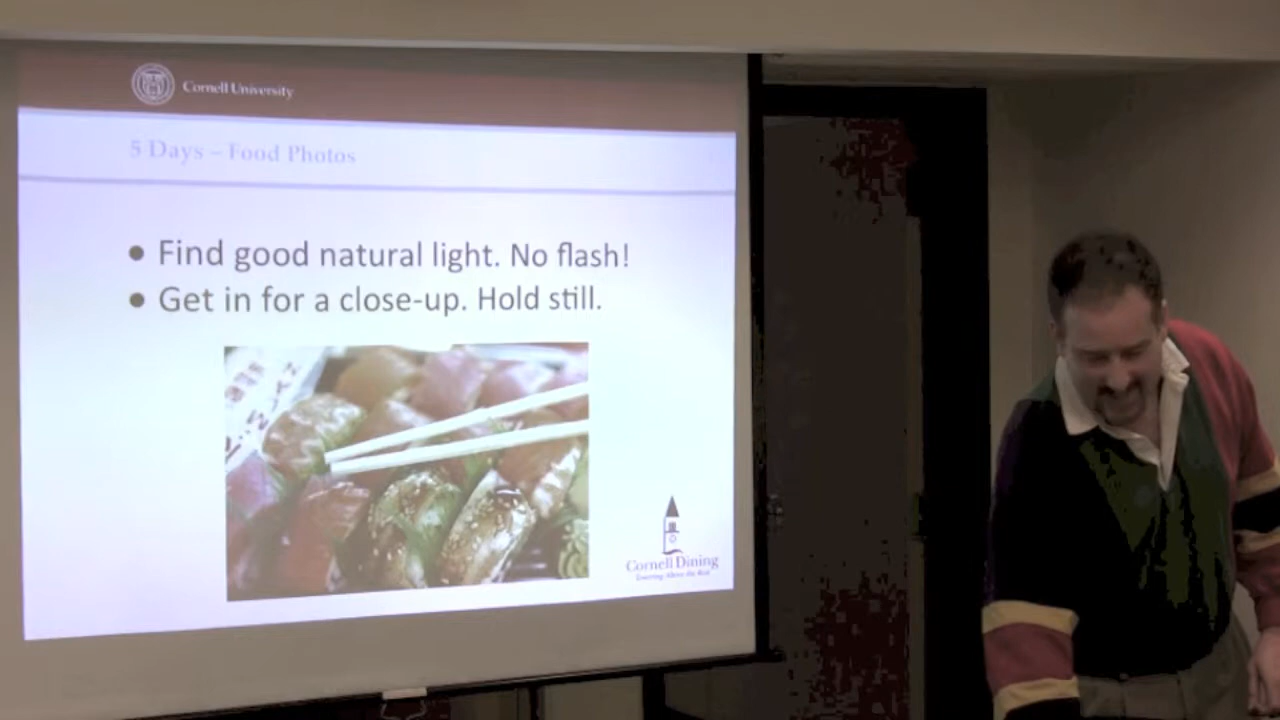 Cornell University
5 Days – Food Photos
● Find good natural light. No flash!
● Get in for a close-up. Hold still.
Cornell Dining